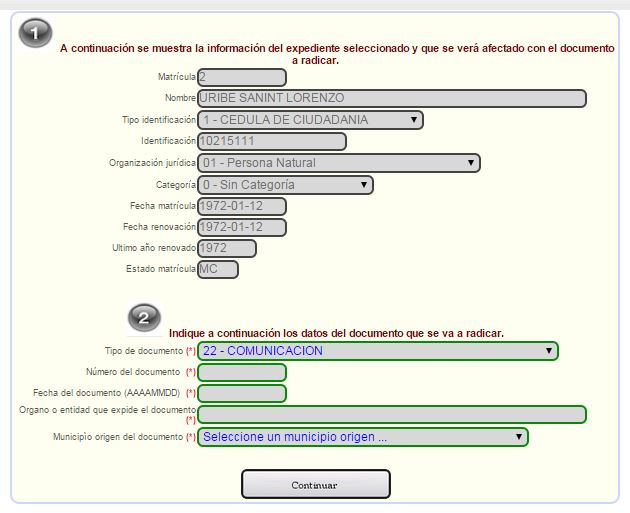 1
A continuación se muestra la información del expediente seleccionado y que se verá afectado con el documento
a radicar.
Matrícula 2
Nombre URIBE SANINT LORENZO
Tipo identificación 1 - CEDULA DE CIUDADANIA
Identificación 10215111
Organización jurídica 01 - Persona Natural
Categoría 0 - Sin Categoría
Fecha matrícula 1972-01-12
Fecha renovación 1972-01-12
Ultimo año renovado 1972
Estado matrícula MC
2
Indique a continuación los datos del documento que se va a radicar.
Tipo de documento (*) 22 - COMUNICACION
Número del documento (*)
Fecha del documento (AAAAMMDD) (*)
Organo o entidad que expide el documento
(*)
Municipìo origen del documento (*) Seleccione un municipio origen ...
Continuar